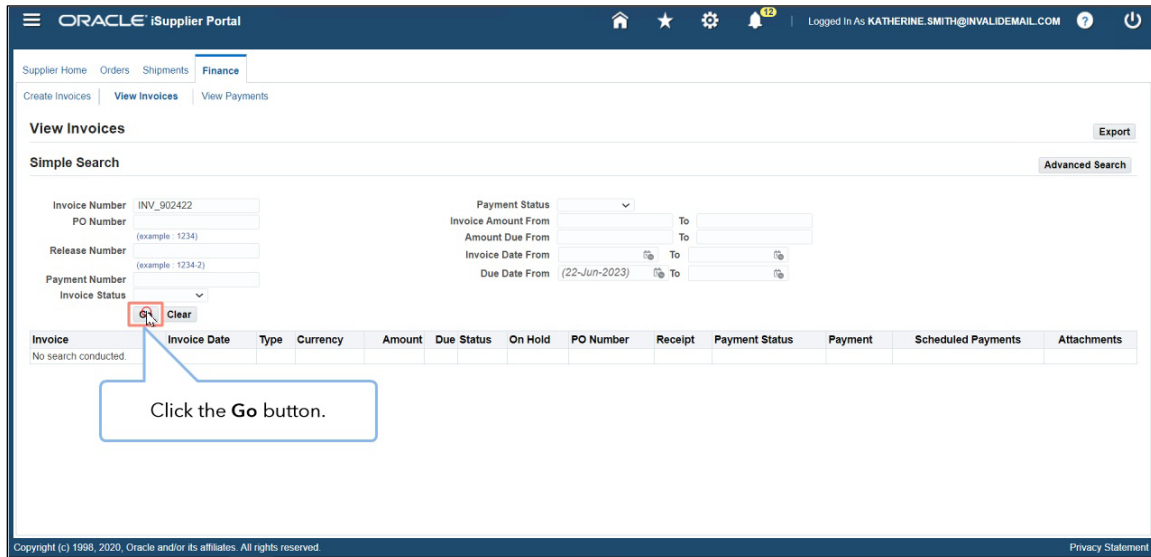 ORACLE iSupplier Portal
12
Logged In As KATHERINE.SMITH@INVALIDEMAIL.COM
?
Supplier Home Orders Shipments Finance
Create Invoices View Invoices View Payments
View Invoices
Export
Simple Search
Advanced Search
Invoice Number INV_902422
PO Number
(example : 1234)
Release Number
(example : 1234-2)
Payment Number
Invoice Status
Payment Status
Invoice Amount From To
Amount Due From To
Invoice Date From To
Due Date From (22-Jun-2023) To
Go Clear
Invoice Invoice Date Type Currency Amount Due Status On Hold PO Number Receipt Payment Status Payment Scheduled Payments Attachments
No search conducted.
Click the Go button.
Copyright (c) 1998, 2020, Oracle and/or its affiliates. All rights reserved.
Privacy Statement